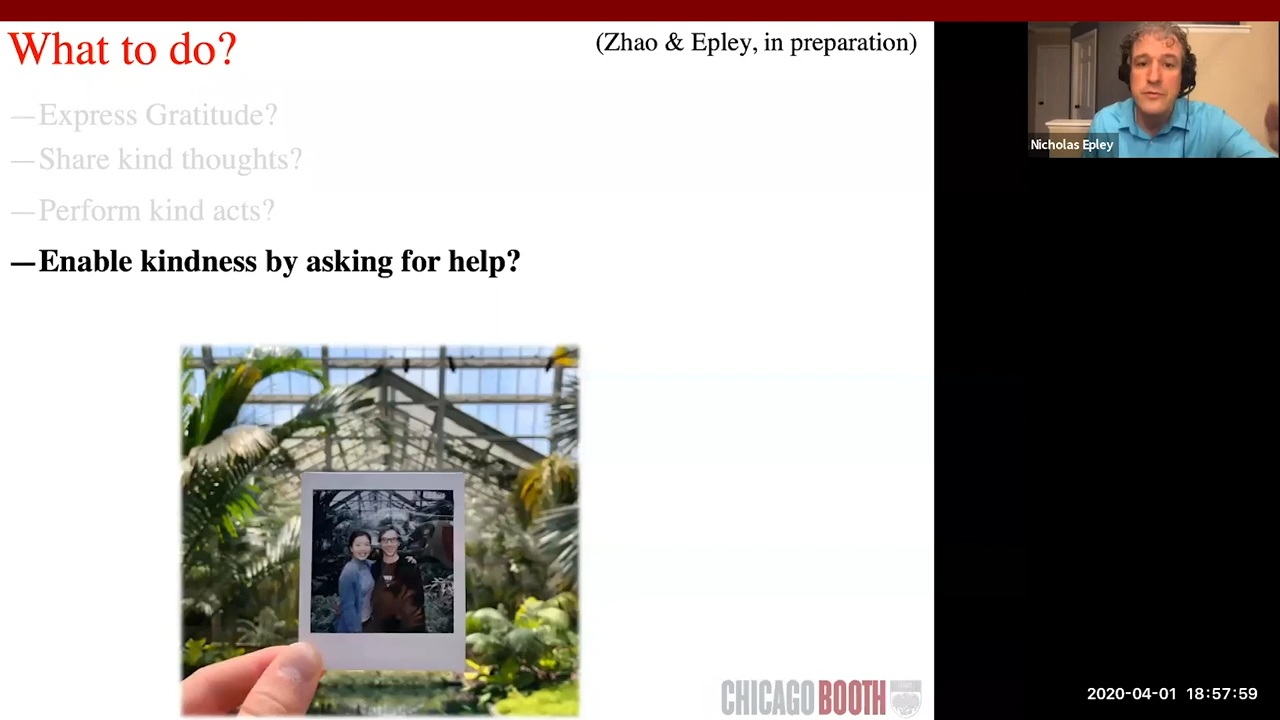 What to do?
(Zhao & Epley, in preparation)
—Express Gratitude?
—Share kind thoughts?
—Perform kind acts?
—Enable kindness by asking for help?
CHICAGO BOOTH
Nicholas Epley
2020-04-01 18:57:59